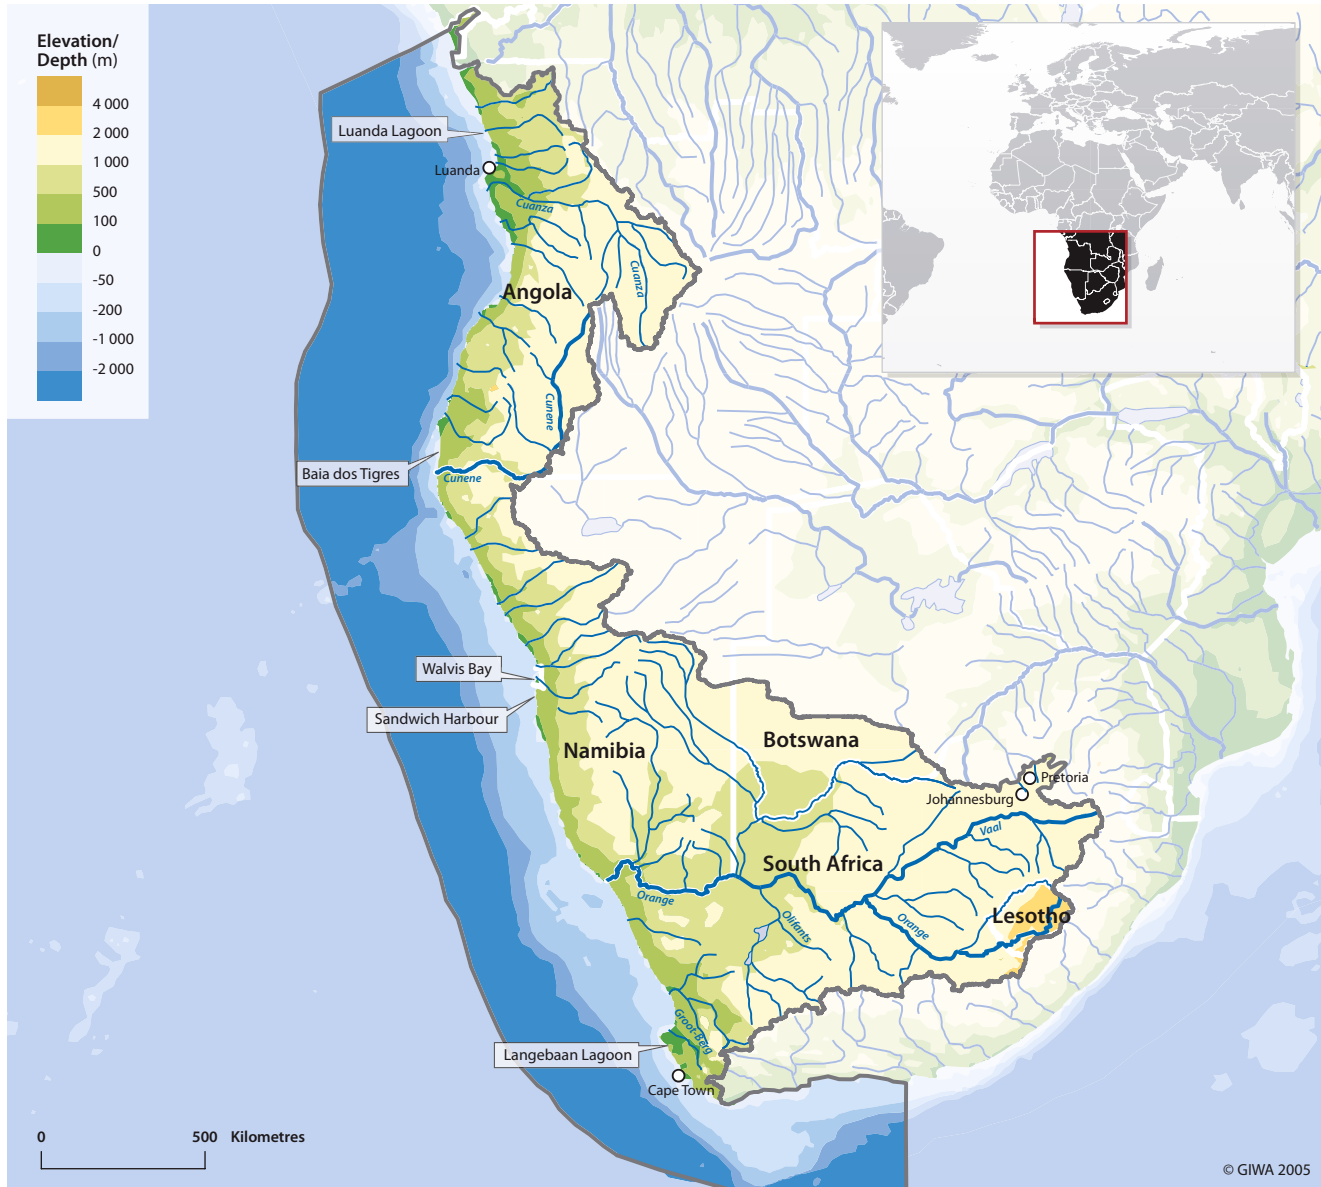 Elevation/
Depth (m)
4 000
2 000
1 000
500
100
0
-50
-200
-1 000
-2 000
Luanda Lagoon
Luanda
Cuanza
Cuanza
Angola
Cunene
Baia dos Tigres
Cunene
Walvis Bay
Sandwich Harbour
Namibia
Botswana
Pretoria
Johannesburg
Vaal
South Africa
Orange
Olifants
Orange
Lesotho
Groot-Berg
Langebaan Lagoon
Cape Town
0 500 Kilometres
© GIWA 2005